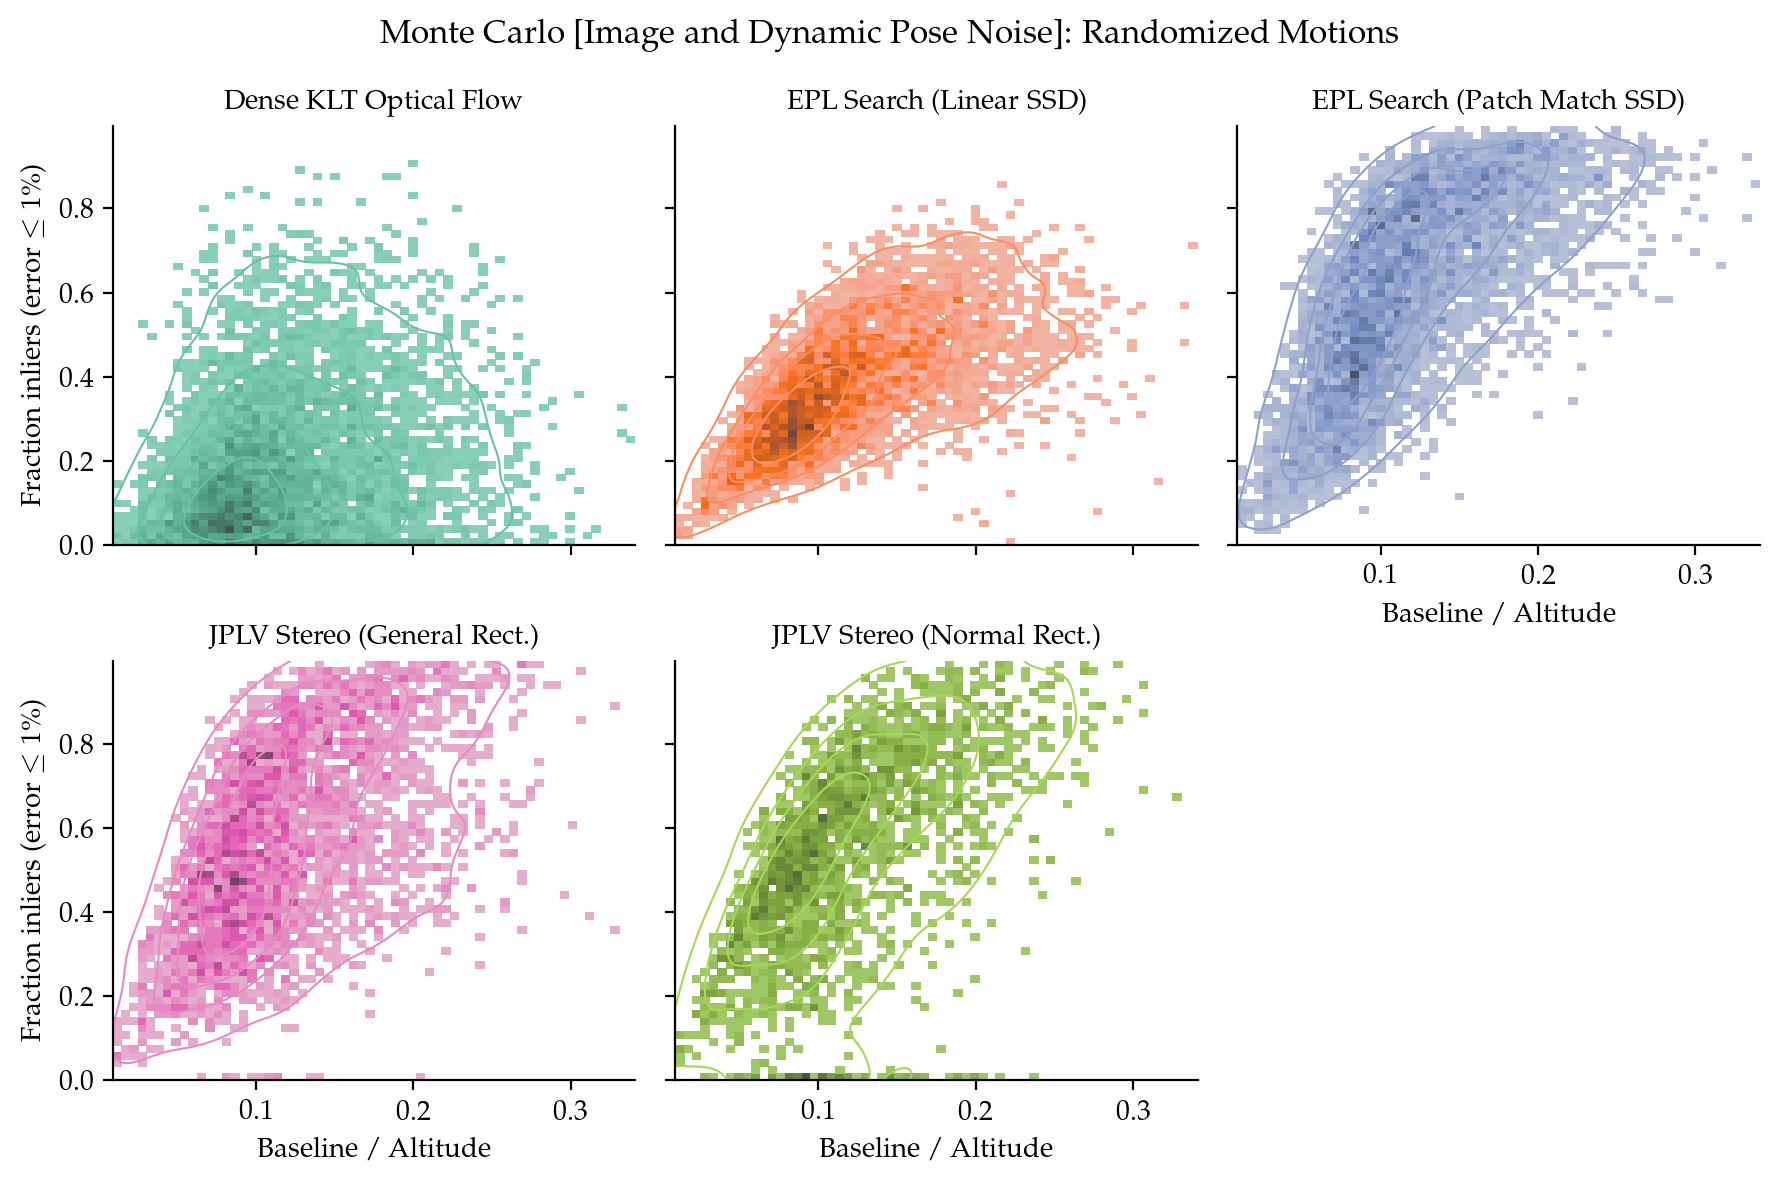 Monte Carlo [Image and Dynamic Pose Noise]: Randomized Motions
Dense KLT Optical Flow
EPL Search (Linear SSD)
EPL Search (Patch Match SSD)
Fraction inliers (error ≤ 1%)
0.8
0.6
0.4
0.2
0.0
0.1 0.2 0.3
Baseline / Altitude
JPLV Stereo (General Rect.)
JPLV Stereo (Normal Rect.)
Fraction inliers (error ≤ 1%)
0.8
0.6
0.4
0.2
0.0
0.1 0.2 0.3
0.1 0.2 0.3
Baseline / Altitude
Baseline / Altitude